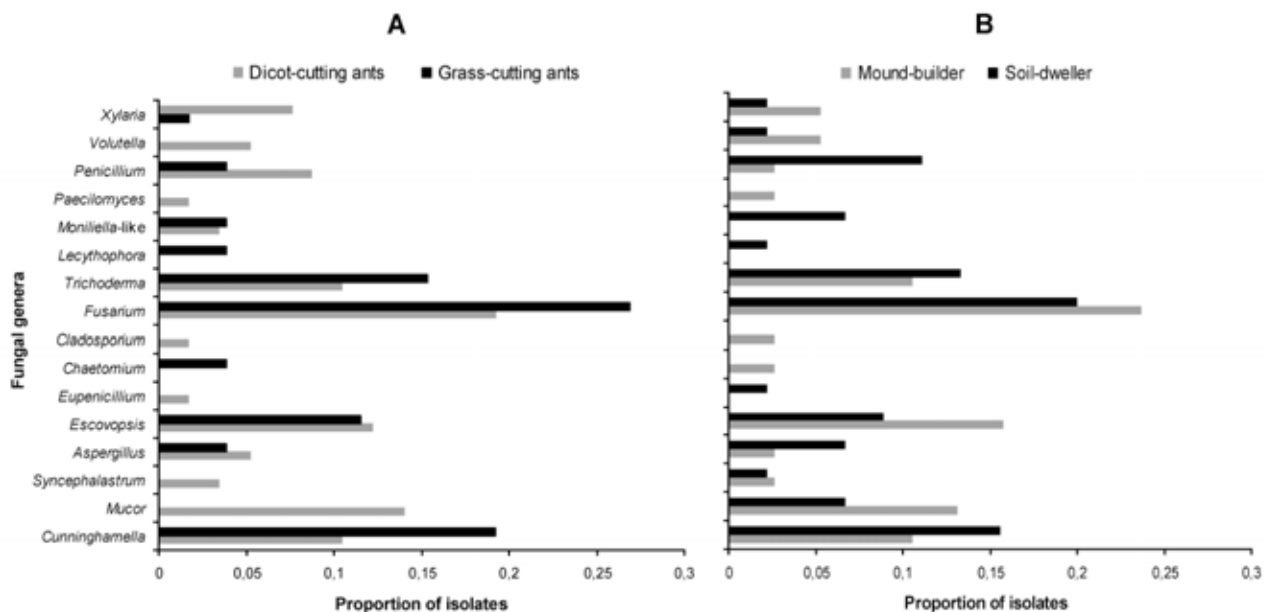 A
Dicot-cutting ants Grass-cutting ants
Fungal genera
Xylaria
Volutella
Penicillium
Paecilomyces
Moniliella-like
Lecythophora
Trichoderma
Fusarium
Cladosporium
Chaetomium
Eupenicillium
Escovopsis
Aspergillus
Syncephalastrum
Mucor
Cunninghamella
0 0,05 0,1 0,15 0,2 0,25 0,3
Proportion of isolates
B
Mound-builder Soil-dweller
0 0,05 0,1 0,15 0,2 0,25 0,3
Proportion of isolates